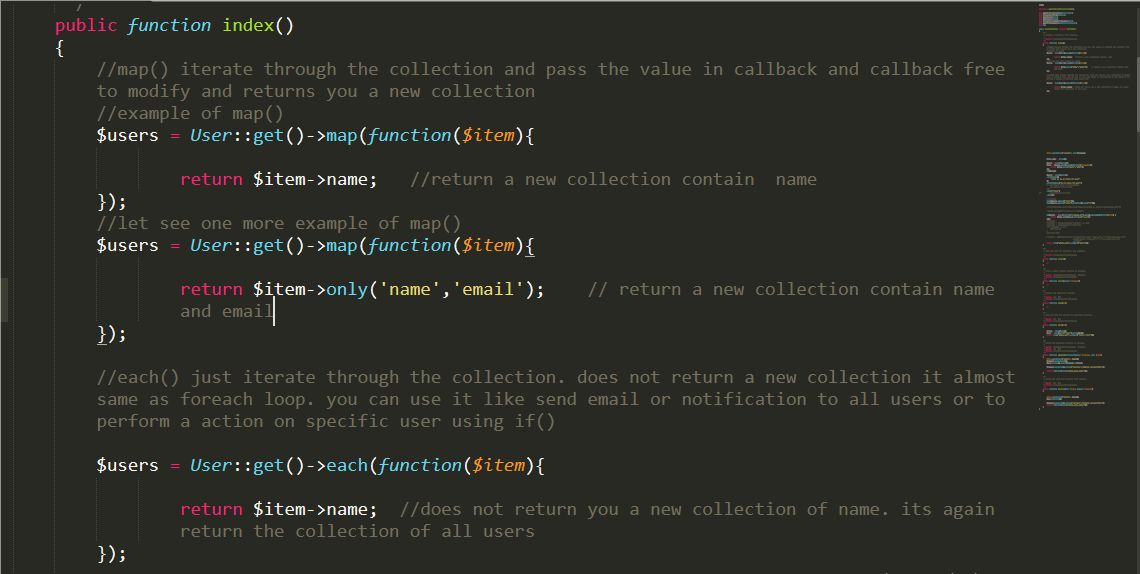 public function index()
{
//map() iterate through the collection and pass the value in callback and callback free
to modify and returns you a new collection
//example of map()
$users = User::get()->map(function($item){
return $item->name;   //return a new collection contain  name
});
//let see one more example of map()
$users = User::get()->map(function($item){
return $item->only('name','email');    // return a new collection contain name
and email
});
//each() just iterate through the collection. does not return a new collection it almost
same as foreach loop. you can use it like send email or notificatin to all users or to
perform a action on specific user using if()
$users = User::get()->each(function($item){
return $item->name;  //does not return you a new collection of name. its again
return the collection of all users
});